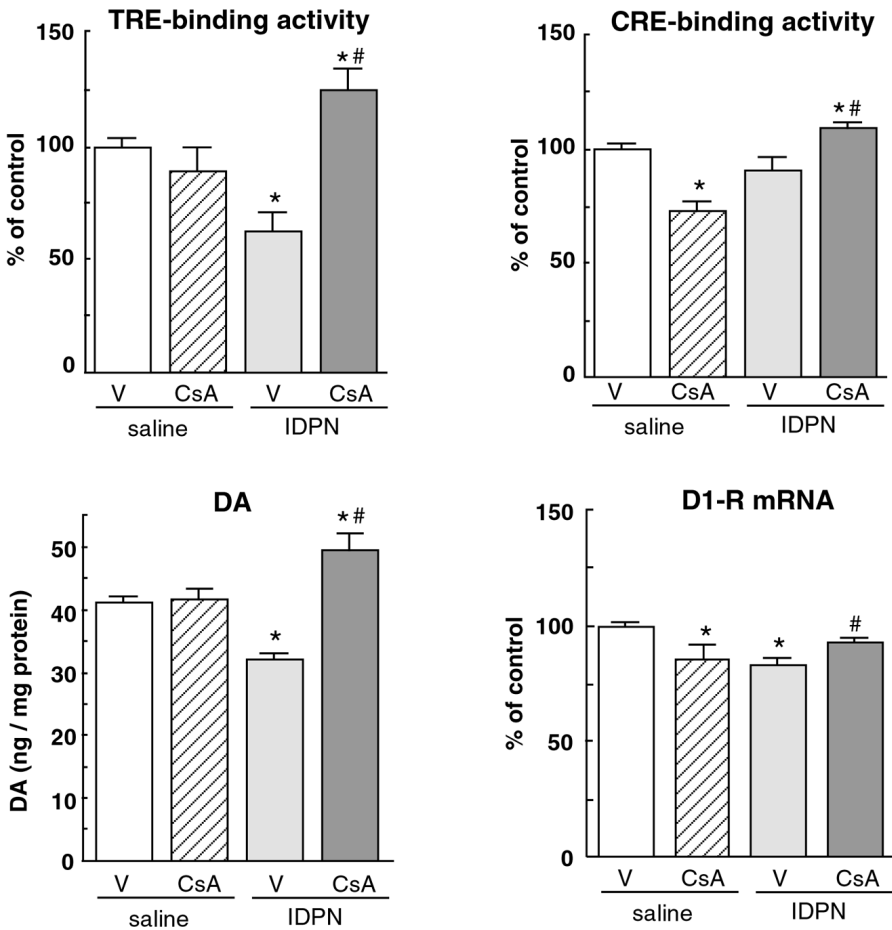 TRE-binding activity
150
100
50
0
% of control
*
* #
V CsA V CsA
saline IDPN
CRE-binding activity
150
100
50
0
% of control
*
* #
V CsA V CsA
saline IDPN
DA
50
40
30
20
10
0
DA (ng / mg protein)
*
* #
V CsA V CsA
saline IDPN
D1-R mRNA
150
100
50
0
% of control
*
*
#
V CsA V CsA
saline IDPN